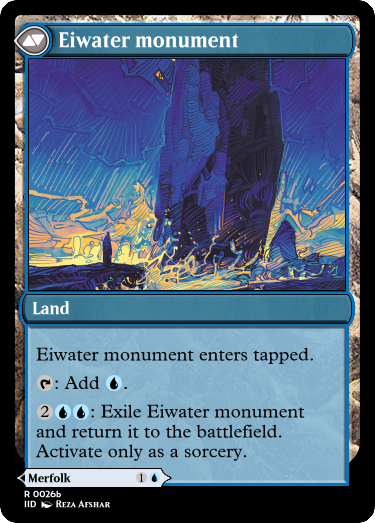 Eiwater monument
Land
Eiwater monument enters tapped.
: Add .
2: Exile Eiwater monument
and return it to the battlefield.
Activate only as a sorcery.
Merfolk 1
R 0026b
IID Reza Afshar